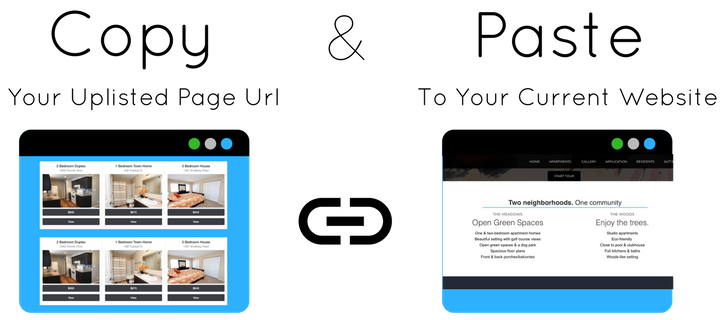 Copy & Paste
Your Uplisted Page Url
To Your Current Website
2 Bedroom Duplex
1 Bedroom Town Home
3 Bedroom House
$850
$675
View
View
View
2 Bedroom Duplex
1 Bedroom Town Home
3 Bedroom House
View
View
View
HOME APARTMENTS GALLERY APPLICATION RESIDENTS
START TOUR
Two neighborhoods. One community
THE MEADOWS
Open Green Spaces
One & two-bedroom apartment homes
Beautiful setting with golf course views
Open green spaces & a dog park
Spacious floor plans
Front & back porches/balconies
THE WOODS
Enjoy the trees.
Studio apartments
Eco-friendly
Close to pool & clubhouse
Full kitchens & baths
Woods-like setting